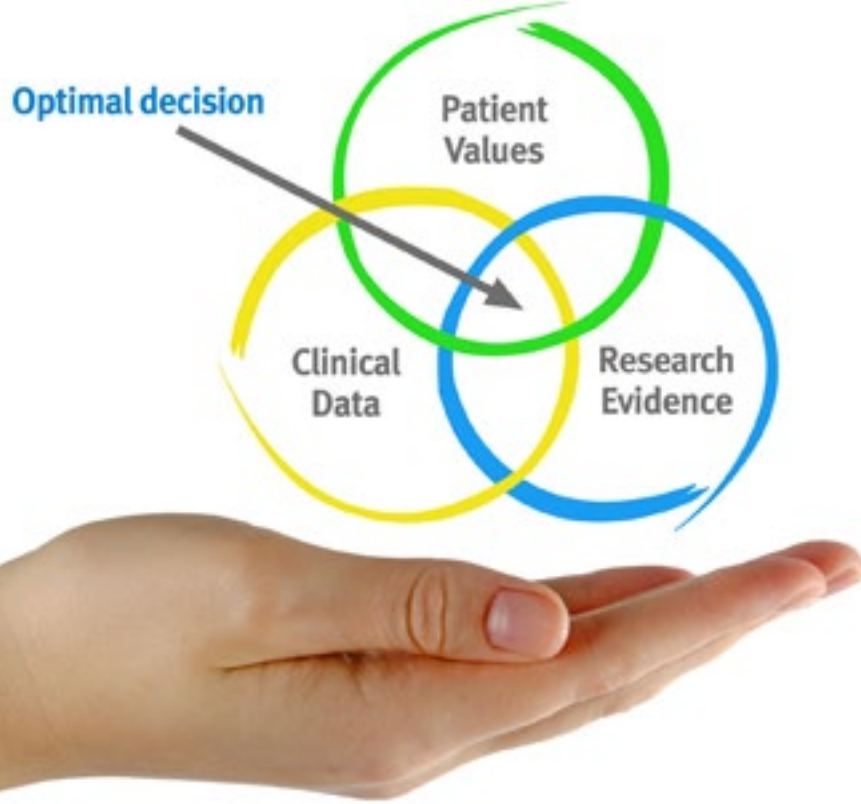 Optimal decision
Patient
Values
Clinical
Data
Research
Evidence